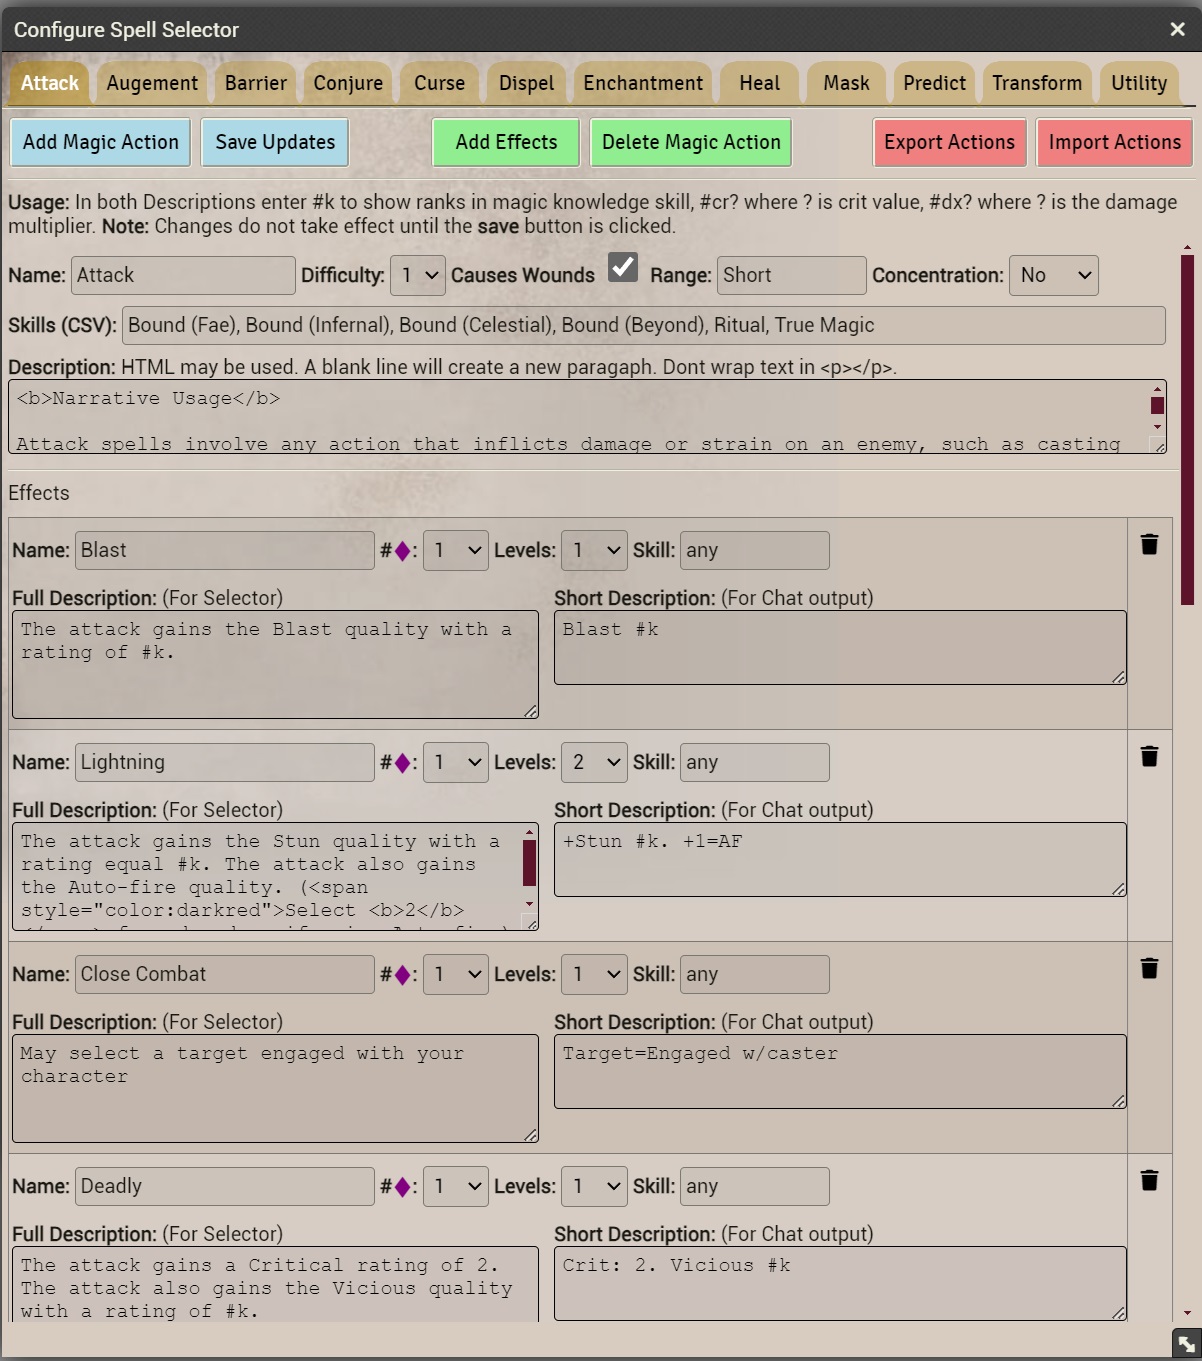 Configure Spell Selector
Attack Augement Barrier Conjure Curse Dispel Enchantment Heal Mask Predict Transform Utility
Add Magic Action Save Updates Add Effects Delete Magic Action Export Actions Import Actions
Usage: In both Descriptions enter #k to show ranks in magic knowledge skill, #cr? where ? is crit value, #dx? where ? is the damage
multiplier. Note: Changes do not take effect until the save button is clicked.
Name: Attack Difficulty: 1 Causes Wounds Range: Short Concentration: No
Skills (CSV): Bound (Fae), Bound (Infernal), Bound (Celestial), Bound (Beyond), Ritual, True Magic
Description: HTML may be used. A blank line will create a new paragaph. Dont wrap text in <p></p>.
<b>Narrative Usage</b>
Attack spells involve any action that inflicts damage or strain on an enemy, such as casting
Effects
Name: Blast #♦: 1 Levels: 1 Skill: any
Full Description: (For Selector) Short Description: (For Chat output)
The attack gains the Blast quality with a
rating of #k.
Blast #k
Name: Lightning #♦: 1 Levels: 2 Skill: any
Full Description: (For Selector) Short Description: (For Chat output)
The attack gains the Stun quality with a
rating equal #k. The attack also gains
the Auto-fire quality. (<span
style="color:darkred">Select <b>2</b>
+Stun #k. +1=AF
Name: Close Combat #♦: 1 Levels: 1 Skill: any
Full Description: (For Selector) Short Description: (For Chat output)
May select a target engaged with your
character
Target=Engaged w/caster
Name: Deadly #♦: 1 Levels: 1 Skill: any
Full Description: (For Selector) Short Description: (For Chat output)
The attack gains a Critical rating of 2.
The attack also gains the Vicious quality
with a rating of #k.
Crit: 2. Vicious #k